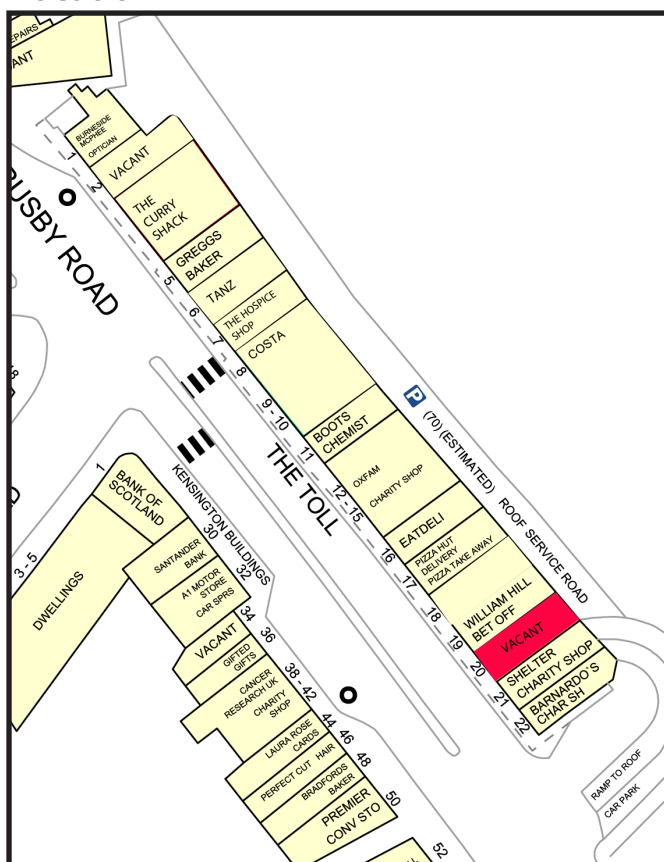 EPAIRS
ANT
BURNESIDE
MCPHEE
OPTICIAN
1
VACANT
2
THE
CURRY
SHACK
GREGGS
BAKER
5
TANZ
6
THE HOSPICE
SHOP
7
COSTA
8
9 - 10
BOOTS
CHEMIST
11
OXFAM
CHARITY SHOP
12 - 15
EATDELI
16
PIZZA HUT
DELIVERY
PIZZA TAKE AWAY
17
18
WILLIAM HILL
BET OFF
19
VACANT
20
SHELTER
CHARITY SHOP
21
BARNARDO'S
CHAR SH
22
USBY ROAD
THE TOLL
P
(70) (ESTIMATED)
ROOF SERVICE ROAD
RAMP TO ROOF
CAR PARK
KENSINGTON BUILDINGS
1
BANK OF
SCOTLAND
3 - 5
DWELLINGS
30
SANTANDER
BANK
32
A1 MOTOR
STORE
CAR SPRS
34
VACANT
36
GIFTED
GIFTS
38 - 42
CANCER
RESEARCH UK
CHARITY
SHOP
44
LAURA ROSE
CARDS
46
PERFECT CUT HAIR
48
BRADFORDS
BAKER
50
PREMIER
CONV STO
52